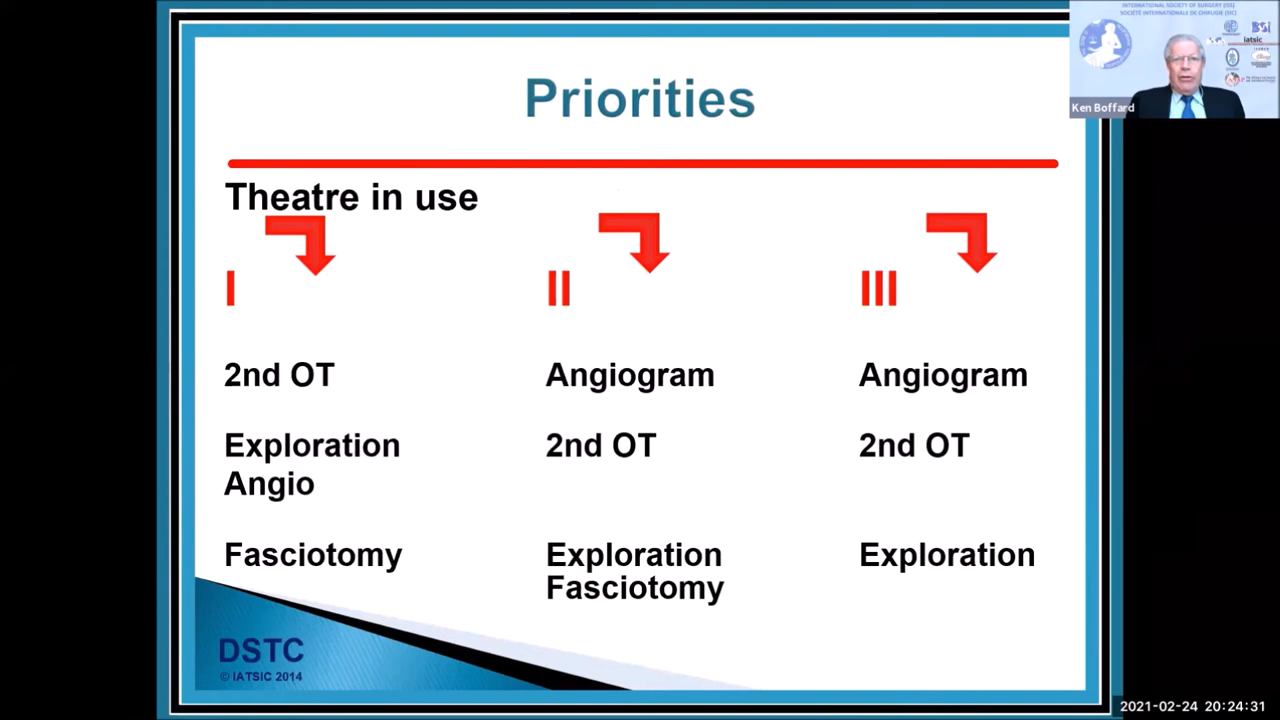 Priorities
Theatre in use
I II III
2nd OT Angiogram Angiogram
Exploration 2nd OT 2nd OT
Angio
Fasciotomy Exploration Exploration
Fasciotomy
DSTC
© IATSIC 2014
INTERNATIONAL SOCIETY OF SURGERY (ISS)
SOCIÉTÉ INTERNATIONALE DE CHIRURGIE (SIC)
BSI
iatsic
Ken Boffard
2021-02-24 20:24:31